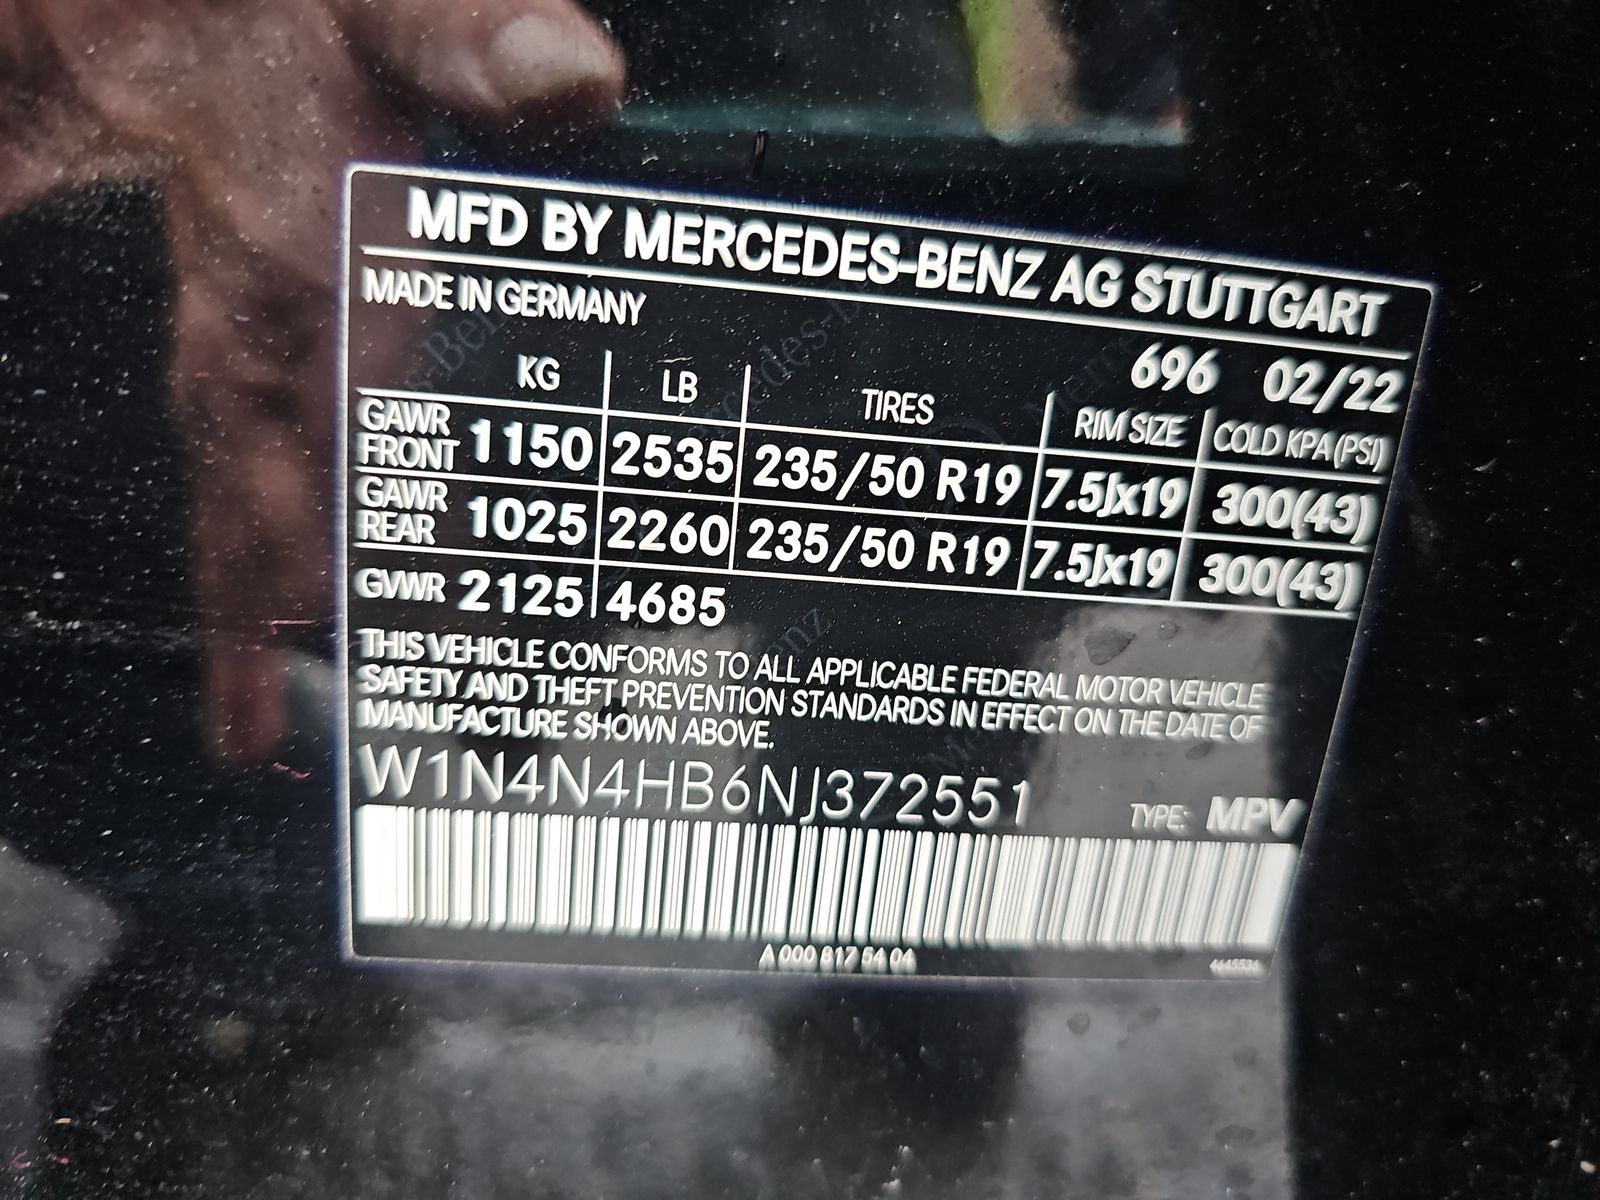 MFD BY MERCEDES-BENZ AG STUTTGART
MADE IN GERMANY
696 02/22
KG LB TIRES RIM SIZE COLD KPA (PSI)
GAWR FRONT 1150 2535 235/50 R19 7.5Jx19 300(43)
GAWR REAR 1025 2260 235/50 R19 7.5Jx19 300(43)
GVWR 2125 4685
THIS VEHICLE CONFORMS TO ALL APPLICABLE FEDERAL MOTOR VEHICLE
SAFETY AND THEFT PREVENTION STANDARDS IN EFFECT ON THE DATE OF
MANUFACTURE SHOWN ABOVE.
W1N4N4HB6NJ372551 TYPE: MPV
A 000 817 54 04
4645536